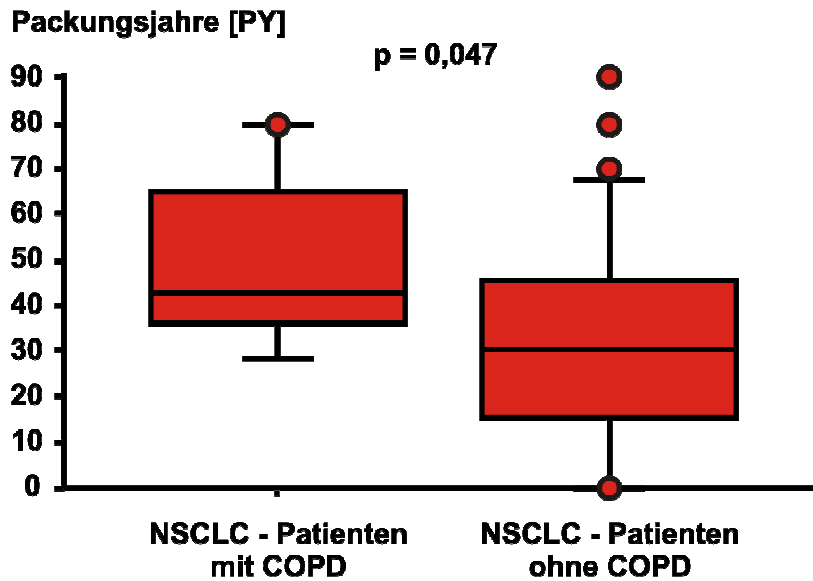 Packungsjahre [PY]
p = 0,047
90
80
70
60
50
40
30
20
10
0
NSCLC - Patienten
mit COPD
NSCLC - Patienten
ohne COPD